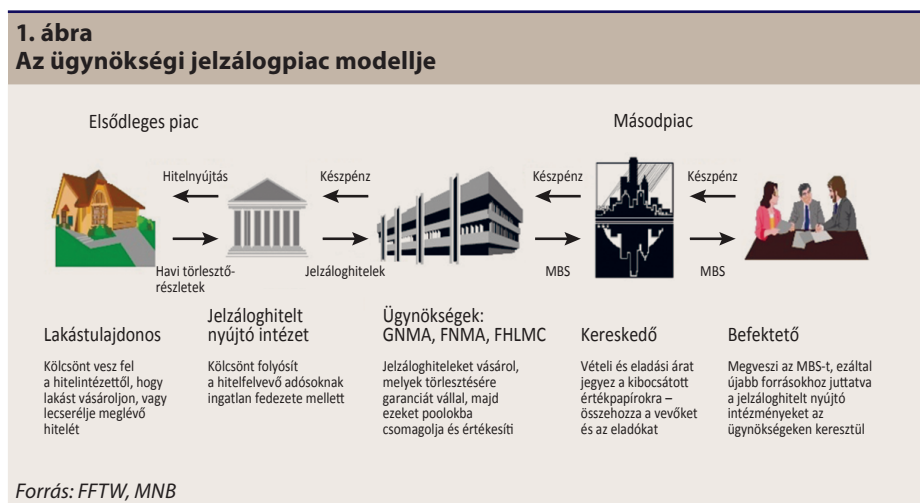 1. ábra
Az ügynökségi jelzálogpiac modellje
Elsődleges piac
Másodpiac
Hitelnyújtás
Készpénz
Készpénz
Készpénz
Havi törlesztő-
részletek
Jelzáloghitelek
MBS
MBS
Lakástulajdonos
Kölcsönt vesz fel
a hitelintézettől, hogy
lakást vásároljon, vagy
lecserélje meglévő
hitelét
Jelzáloghitelt
nyújtó intézet
Kölcsönt folyósít
a hitelfelvevő adósoknak
ingatlan fedezete mellett
Ügynökségek:
GNMA, FNMA, FHLMC
Jelzáloghiteleket vásárol,
melyek törlesztésére
garanciát vállal, majd
ezeket poolokba
csomagolja és értékesíti
Kereskedő
Vételi és eladási árat
jegyez a kibocsátott
értékpapírokra –
összehozza a vevőket
és az eladókat
Befektető
Megveszi az MBS-t, ezáltal
újabb forrásokhoz juttatva
a jelzáloghitelt nyújtó
intézményeket az
ügynökségeken keresztül
Forrás: FFTW, MNB